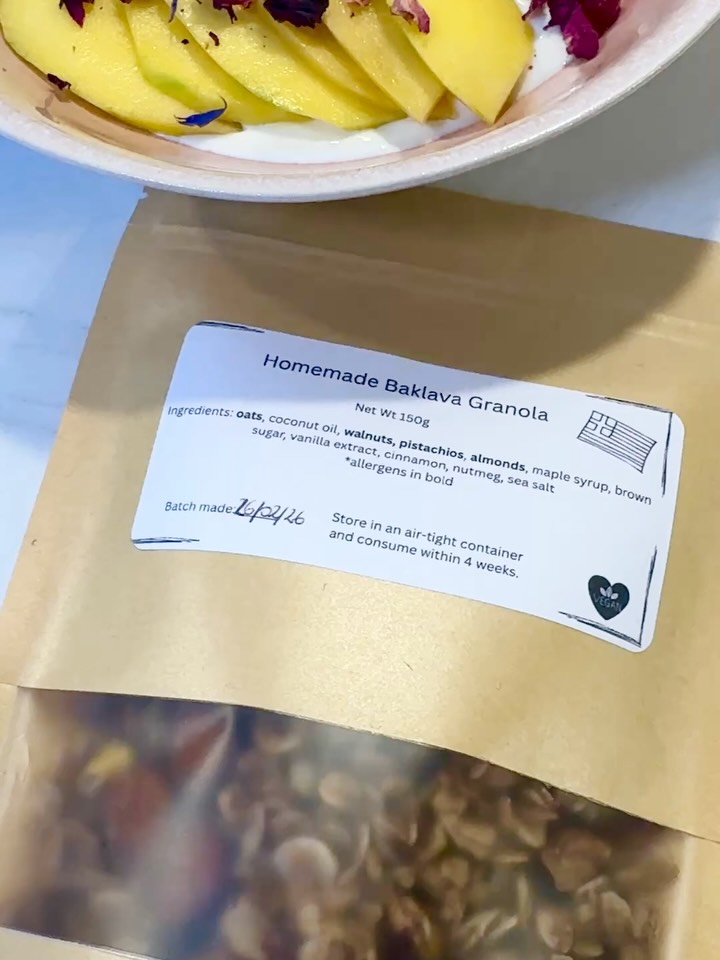 Homemade Baklava Granola
Net Wt 150g
Ingredients: oats, coconut oil, walnuts, pistachios, almonds, maple syrup, brown
sugar, vanilla extract, cinnamon, nutmeg, sea salt
*allergens in bold
Batch made: 16/02/26
Store in an air-tight container
and consume within 4 weeks.
VEGAN